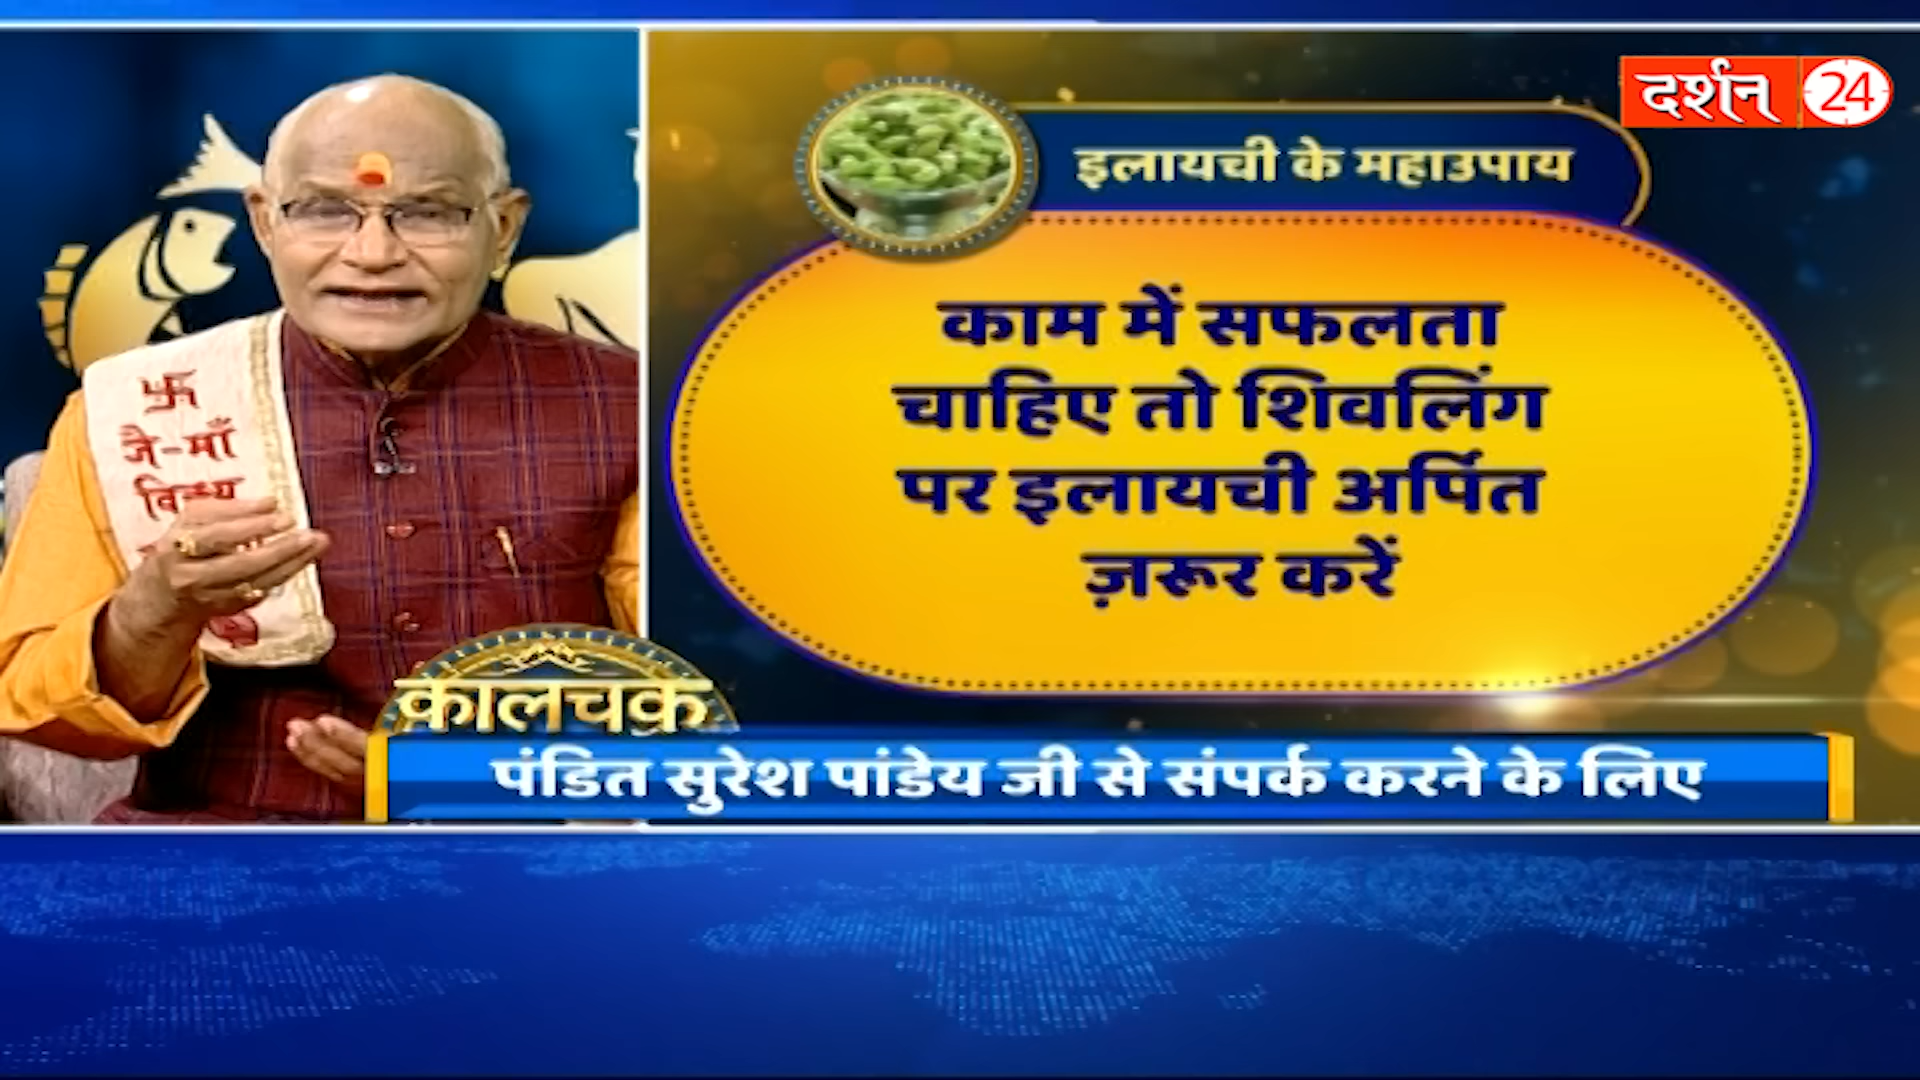 दर्शन 24
इलायची के महाउपाय
काम में सफलता
चाहिए तो शिवलिंग
पर इलायची अर्पित
ज़रूर करें
जै-माँ
विन्ध्य
कालचक्र
पंडित सुरेश पांडेय जी से संपर्क करने के लिए